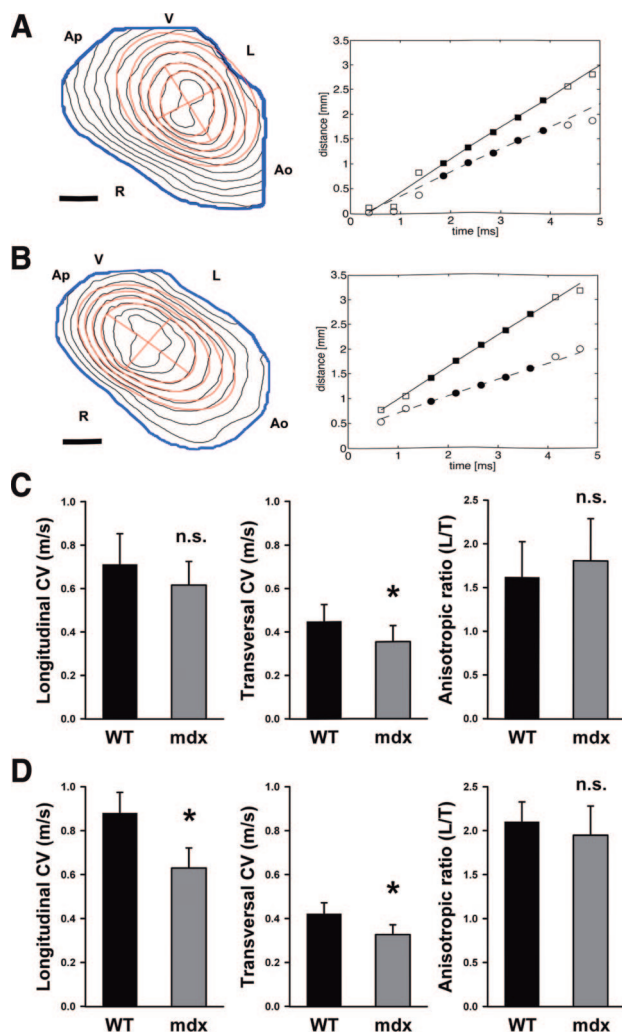 A
V
Ap
L
Ao
R
distance [mm]
3.5
3
2.5
2
1.5
1
0.5
0
0 1 2 3 4 5
time [ms]
B
V
Ap
L
R
Ao
distance [mm]
3.5
3
2.5
2
1.5
1
0.5
0
0 1 2 3 4 5
time [ms]
C
Longitudinal CV (m/s)
1.0
0.8
0.6
0.4
0.2
0.0
n.s.
WT mdx
Transversal CV (m/s)
1.0
0.8
0.6
0.4
0.2
0.0
*
WT mdx
Anisotropic ratio (L/T)
2.5
2.0
1.5
1.0
0.5
0.0
n.s.
WT mdx
D
Longitudinal CV (m/s)
1.0
0.8
0.6
0.4
0.2
0.0
*
WT mdx
Transversal CV (m/s)
1.0
0.8
0.6
0.4
0.2
0.0
*
WT mdx
Anisotropic ratio (L/T)
2.5
2.0
1.5
1.0
0.5
0.0
n.s.
WT mdx